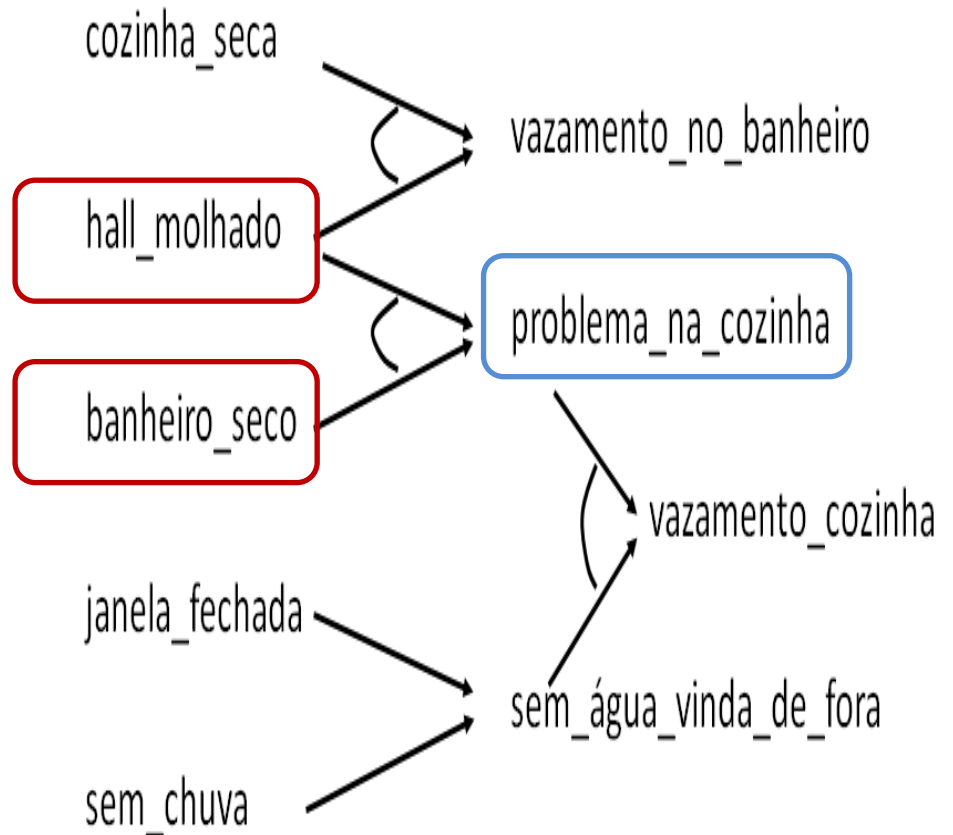 cozinha_seca
vazamento_no_banheiro
hall_molhado
problema_na_cozinha
banheiro_seco
vazamento_cozinha
janela_fechada
sem_água_vinda_de_fora
sem_chuva